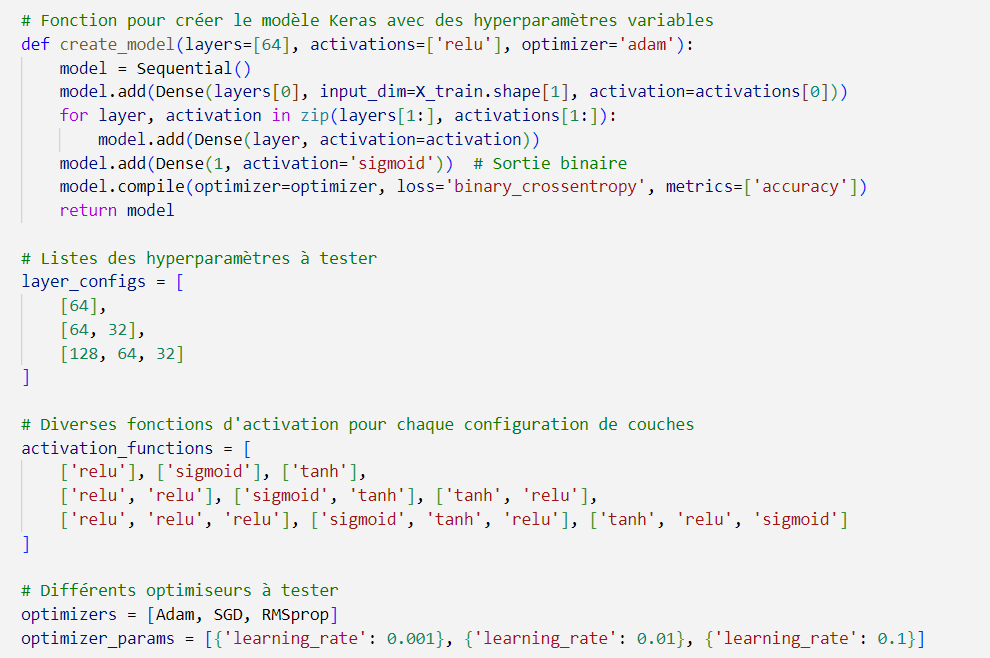 # Fonction pour créer le modèle Keras avec des hyperparamètres variables
def create_model(layers=[64], activations=['relu'], optimizer='adam'):
    model = Sequential()
    model.add(Dense(layers[0], input_dim=X_train.shape[1], activation=activations[0]))
    for layer, activation in zip(layers[1:], activations[1:]):
        model.add(Dense(layer, activation=activation))
    model.add(Dense(1, activation='sigmoid'))  # Sortie binaire
    model.compile(optimizer=optimizer, loss='binary_crossentropy', metrics=['accuracy'])
    return model

# Listes des hyperparamètres à tester
layer_configs = [
    [64],
    [64, 32],
    [128, 64, 32]
]

# Diverses fonctions d'activation pour chaque configuration de couches
activation_functions = [
    ['relu'], ['sigmoid'], ['tanh'],
    ['relu', 'relu'], ['sigmoid', 'tanh'], ['tanh', 'relu'],
    ['relu', 'relu', 'relu'], ['sigmoid', 'tanh', 'relu'], ['tanh', 'relu', 'sigmoid']
]

# Différents optimiseurs à tester
optimizers = [Adam, SGD, RMSprop]
optimizer_params = [{'learning_rate': 0.001}, {'learning_rate': 0.01}, {'learning_rate': 0.1}]